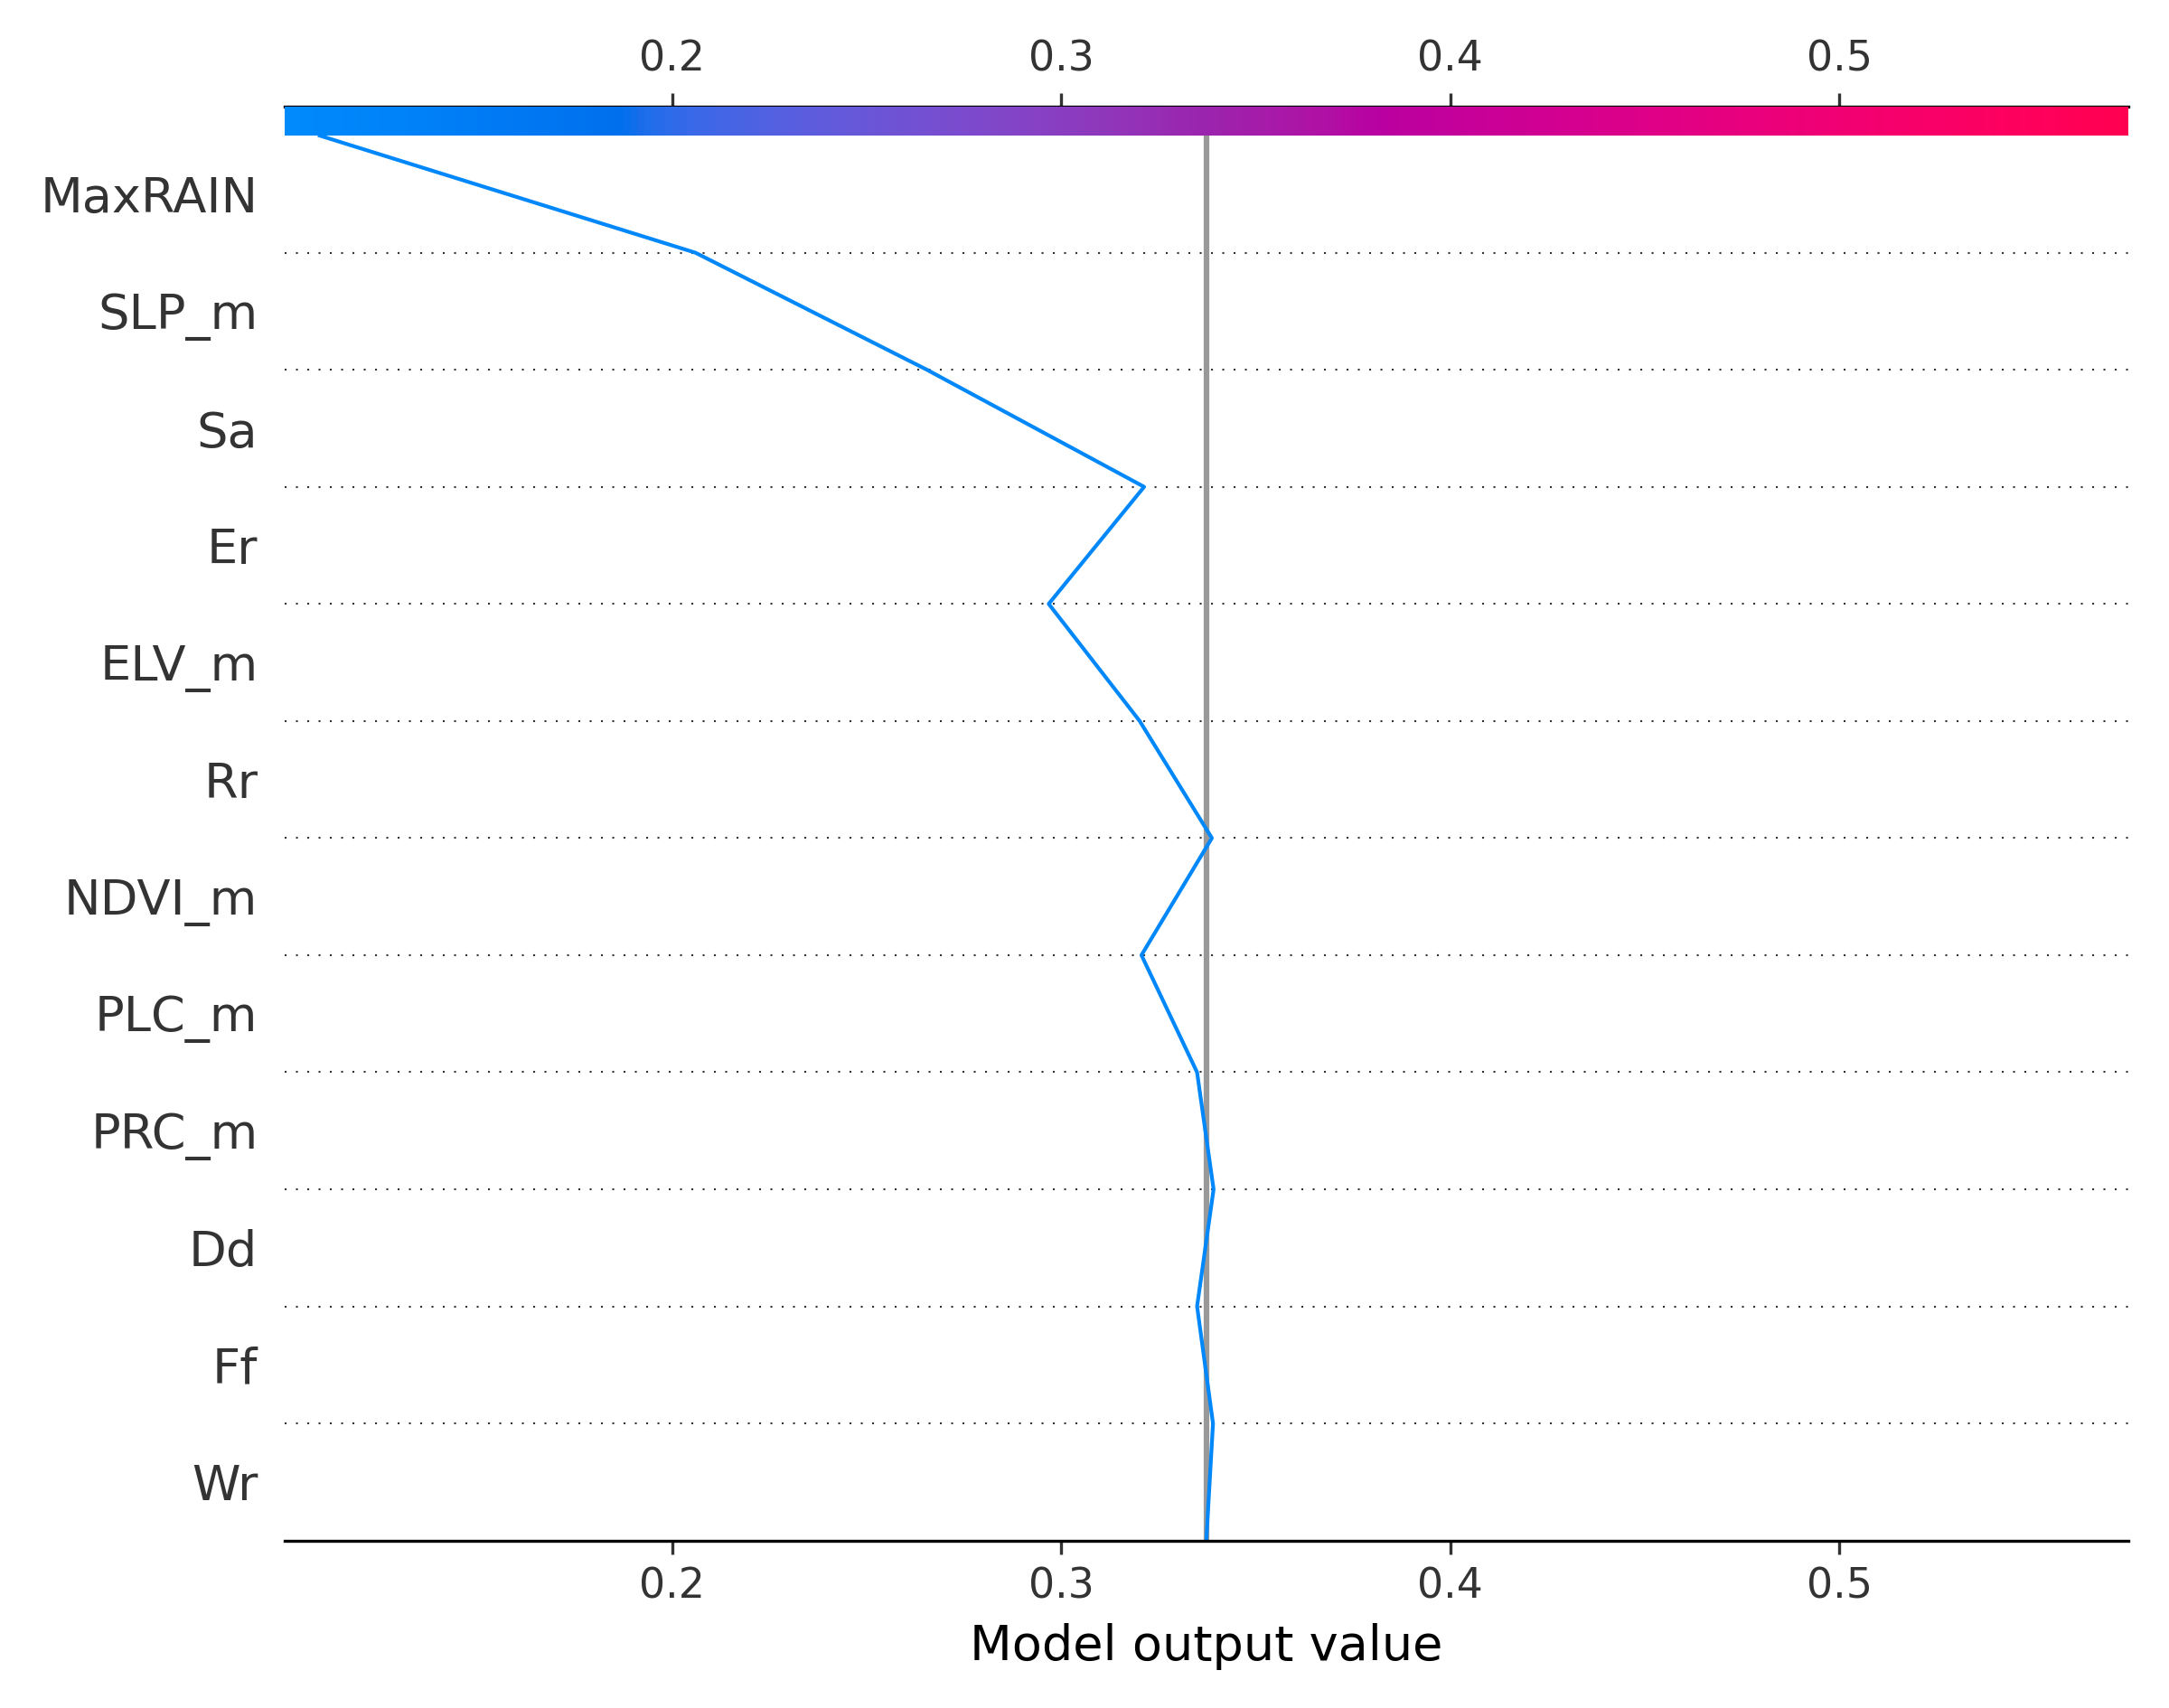 0.2 0.3 0.4 0.5
MaxRAIN
SLP_m
Sa
Er
ELV_m
Rr
NDVI_m
PLC_m
PRC_m
Dd
Ff
Wr
0.2 0.3 0.4 0.5
Model output value